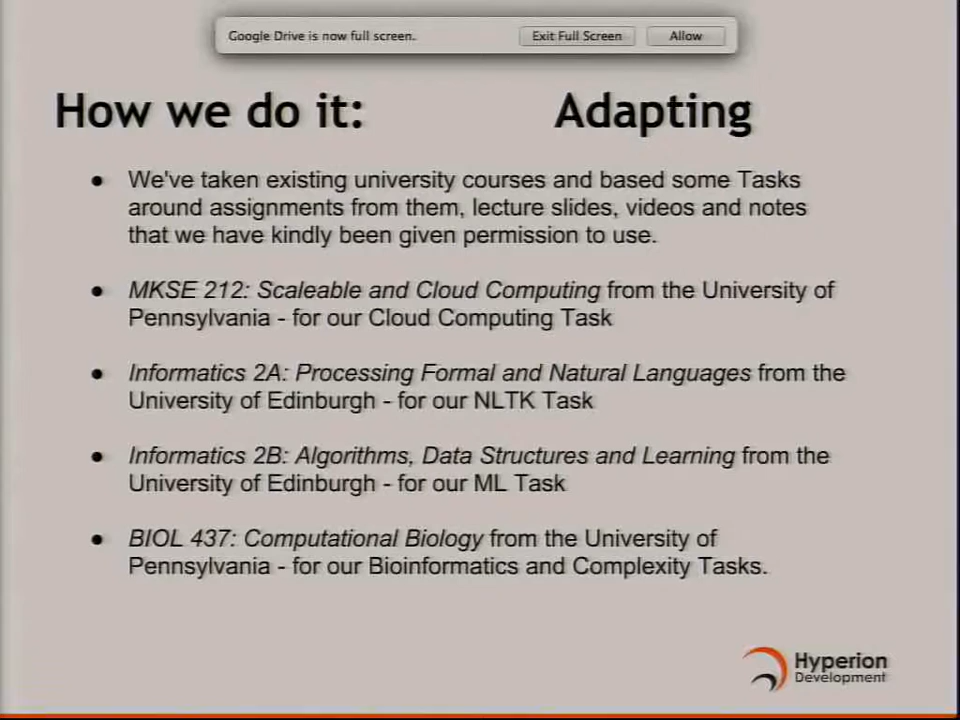 Google Drive is now full screen. Exit Full Screen Allow
How we do it: Adapting
● We've taken existing university courses and based some Tasks
around assignments from them, lecture slides, videos and notes
that we have kindly been given permission to use.
● MKSE 212: Scaleable and Cloud Computing from the University of
Pennsylvania - for our Cloud Computing Task
● Informatics 2A: Processing Formal and Natural Languages from the
University of Edinburgh - for our NLTK Task
● Informatics 2B: Algorithms, Data Structures and Learning from the
University of Edinburgh - for our ML Task
● BIOL 437: Computational Biology from the University of
Pennsylvania - for our Bioinformatics and Complexity Tasks.
Hyperion
Development